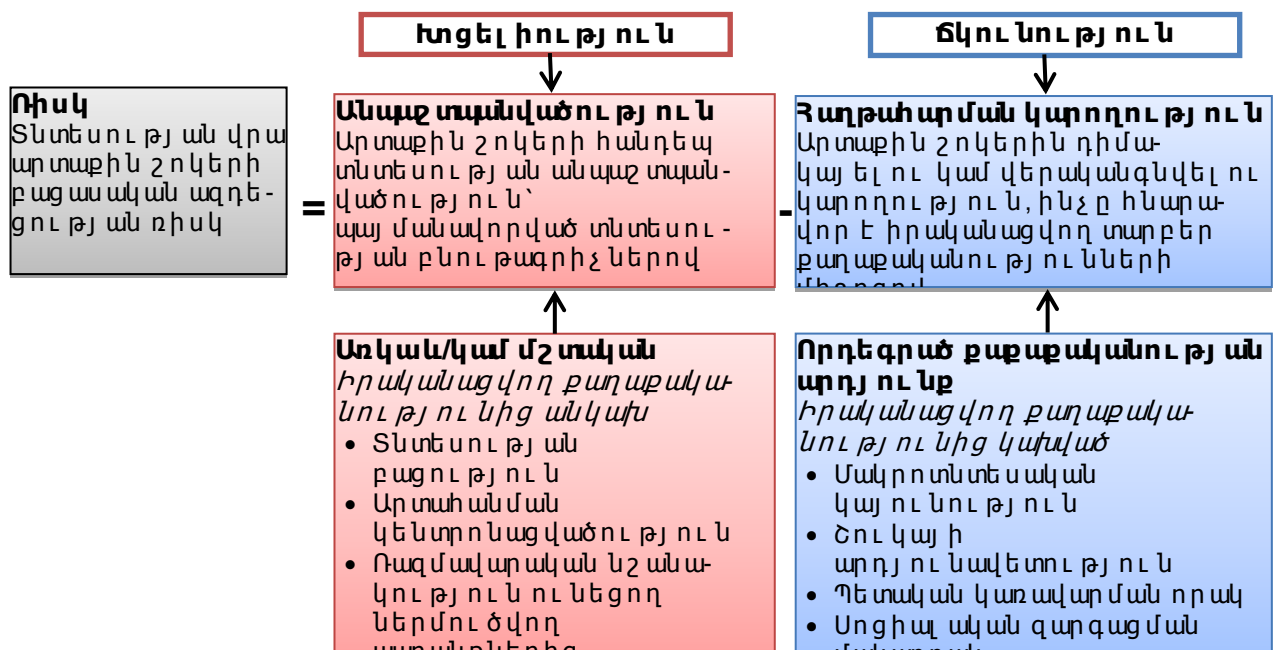 Խոցելիություն
Ճկունություն
Ռիսկ
Տնտեսության վրա
արտաքին շոկերի
բացասական ազդե-
ցության ռիսկ
=
Անպաշտպանվածություն
Արտաքին շոկերի հանդեպ
տնտեսության անպաշտպան-
վածություն՝
պայմանավորված տնտեսու-
թյան բնութագրիչներով
-
Հաղթահարման կարողություն
Արտաքին շոկերին դիմա-
կայելու կամ վերականգնվելու
կարողություն, ինչը հնարա-
վոր է իրականացվող տարբեր
քաղաքականությունների
Առկա և/կամ մշտական
Իրականացվող քաղաքակա-
նությունից անկախ
• Տնտեսության
բացություն
• Արտահանման
կենտրոնացվածություն
• Ռազմավարական նշանա-
կություն ունեցող
ներմուծվող
Որդեգրած քաքաքականության
արդյունք
Իրականացվող քաղաքակա-
նությունից կախված
• Մակրոտնտեսական
կայունություն
• Շուկայի
արդյունավետություն
• Պետական կառավարման որակ
• Սոցիալական զարգացման